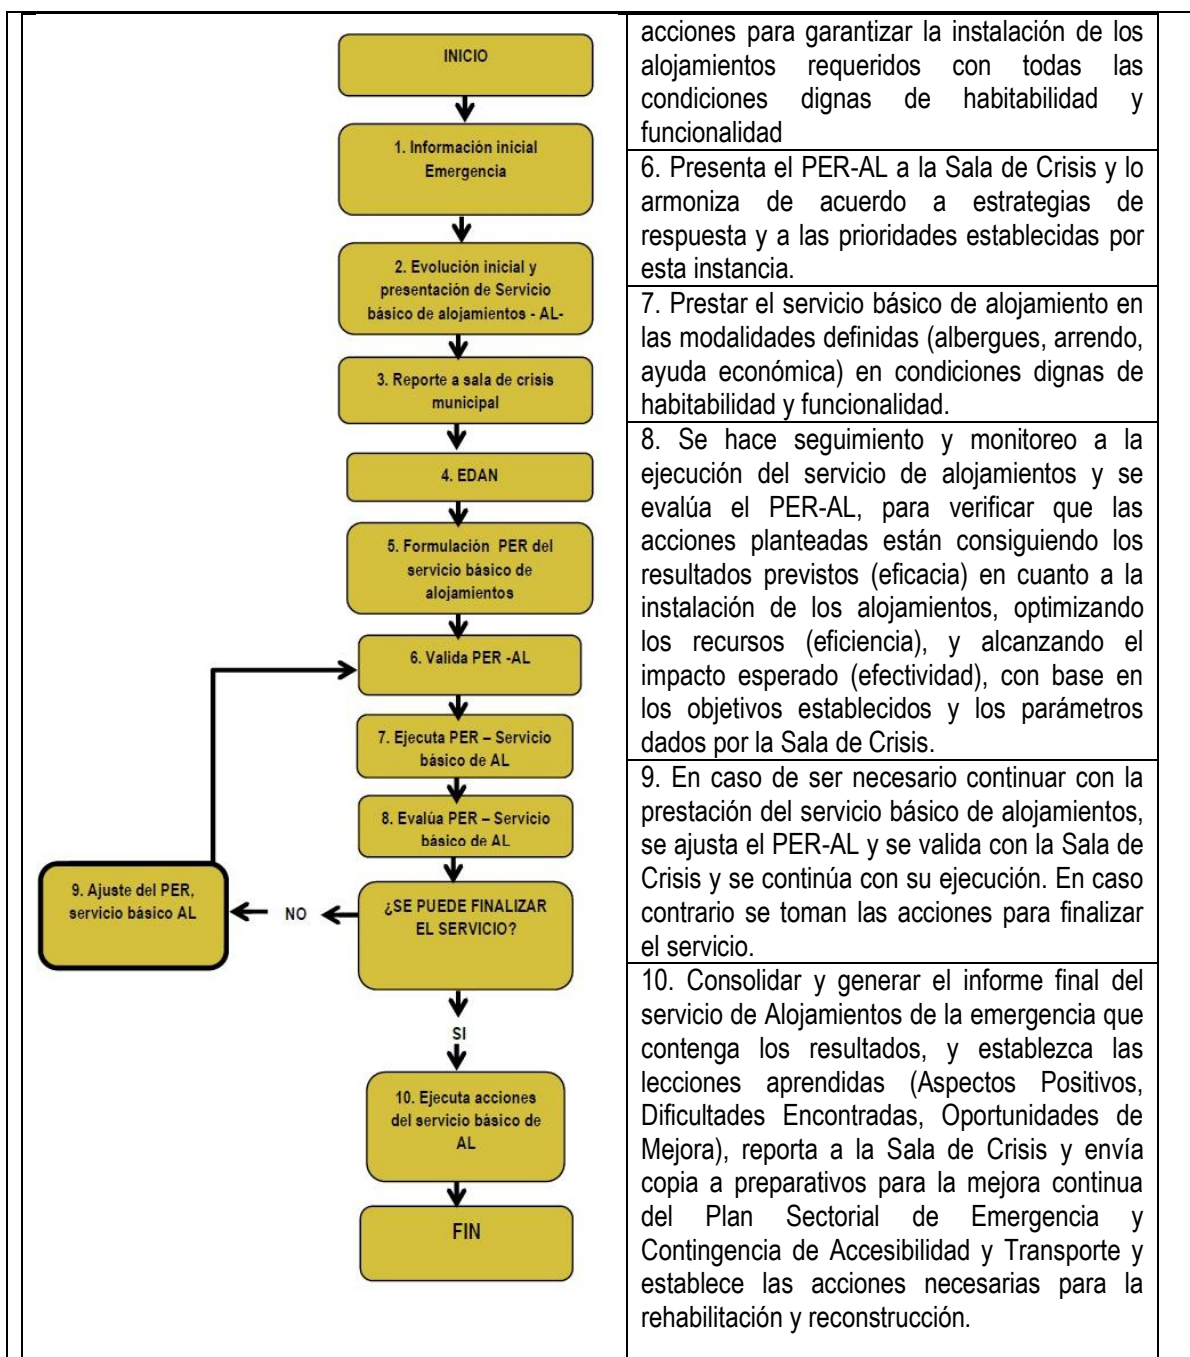 INICIO
1. Información inicial
Emergencia
2. Evolución inicial y
presentación de Servicio
básico de alojamientos - AL-
3. Reporte a sala de crisis
municipal
4. EDAN
5. Formulación PER del
servicio básico de
alojamientos
6. Valida PER -AL
7. Ejecuta PER – Servicio
básico de AL
8. Evalúa PER – Servicio
básico de AL
¿SE PUEDE FINALIZAR
EL SERVICIO?
NO
9. Ajuste del PER,
servicio básico AL
SI
10. Ejecuta acciones
del servicio básico de
AL
FIN
acciones para garantizar la instalación de los
alojamientos requeridos con todas las
condiciones dignas de habitabilidad y
funcionalidad
6. Presenta el PER-AL a la Sala de Crisis y lo
armoniza de acuerdo a estrategias de
respuesta y a las prioridades establecidas por
esta instancia.
7. Prestar el servicio básico de alojamiento en
las modalidades definidas (albergues, arrendo,
ayuda económica) en condiciones dignas de
habitabilidad y funcionalidad.
8. Se hace seguimiento y monitoreo a la
ejecución del servicio de alojamientos y se
evalúa el PER-AL, para verificar que las
acciones planteadas están consiguiendo los
resultados previstos (eficacia) en cuanto a la
instalación de los alojamientos, optimizando
los recursos (eficiencia), y alcanzando el
impacto esperado (efectividad), con base en
los objetivos establecidos y los parámetros
dados por la Sala de Crisis.
9. En caso de ser necesario continuar con la
prestación del servicio básico de alojamientos,
se ajusta el PER-AL y se valida con la Sala de
Crisis y se continúa con su ejecución. En caso
contrario se toman las acciones para finalizar
el servicio.
10. Consolidar y generar el informe final del
servicio de Alojamientos de la emergencia que
contenga los resultados, y establezca las
lecciones aprendidas (Aspectos Positivos,
Dificultades Encontradas, Oportunidades de
Mejora), reporta a la Sala de Crisis y envía
copia a preparativos para la mejora continua
del Plan Sectorial de Emergencia y
Contingencia de Accesibilidad y Transporte y
establece las acciones necesarias para la
rehabilitación y reconstrucción.